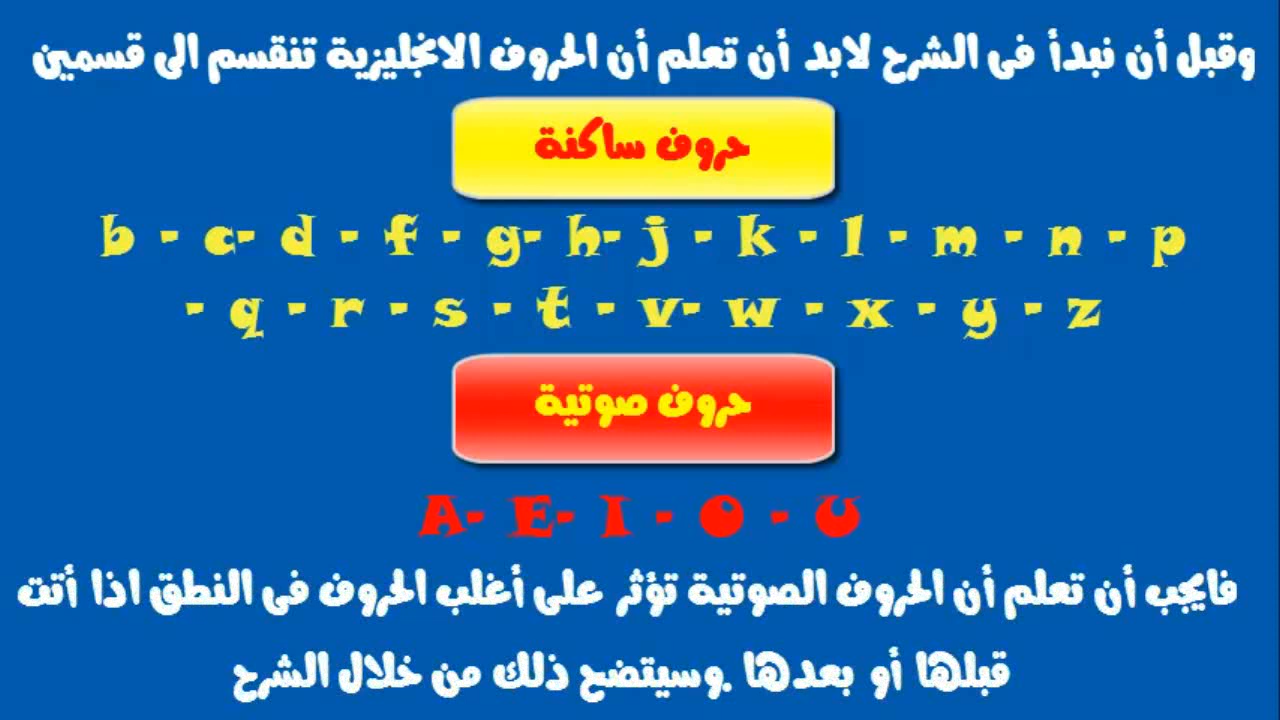 وقبل أن نبدأ فى الشرح لابد أن تعلم أن الحروف الانجليزية تنقسم الى قسمين
حروف ساكنة
b - c- d - f - g- h- j - k - l - m - n - p
- q - r - s - t - v- w - x - y - z
حروف صوتية
A- E- I - O - U
فايجب أن تعلم أن الحروف الصوتية تؤثر على أغلب الحروف فى النطق اذا أتت
قبلها أو بعدها .وسيتضح ذلك من خلال الشرح